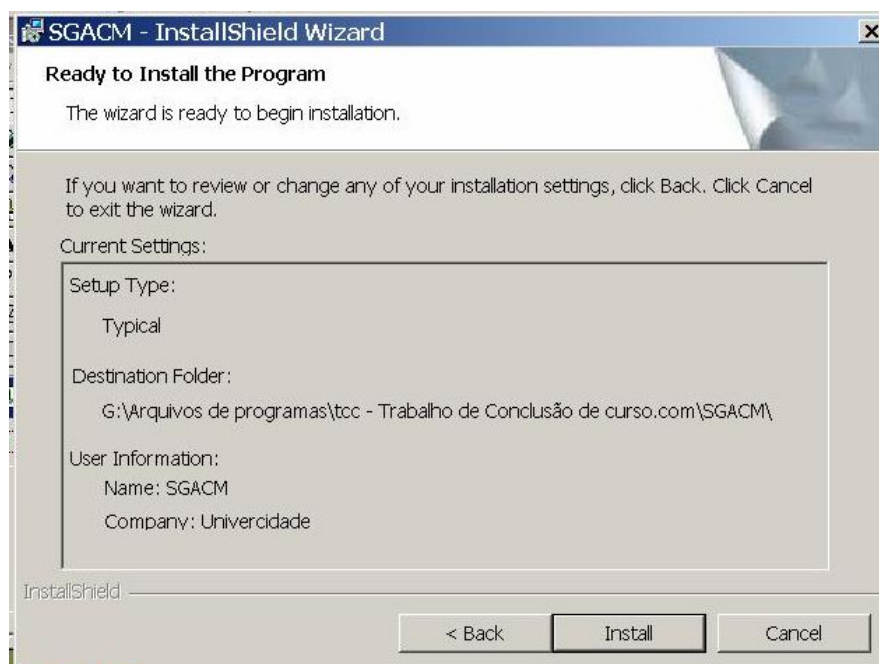 SGACM - InstallShield Wizard
Ready to Install the Program
The wizard is ready to begin installation.
If you want to review or change any of your installation settings, click Back. Click Cancel
to exit the wizard.
Current Settings:
Setup Type:
Typical
Destination Folder:
G:\Arquivos de programas\tcc - Trabalho de Conclusão de curso.com\SGACM\
User Information:
Name: SGACM
Company: Univercidade
InstallShield
< Back
Install
Cancel